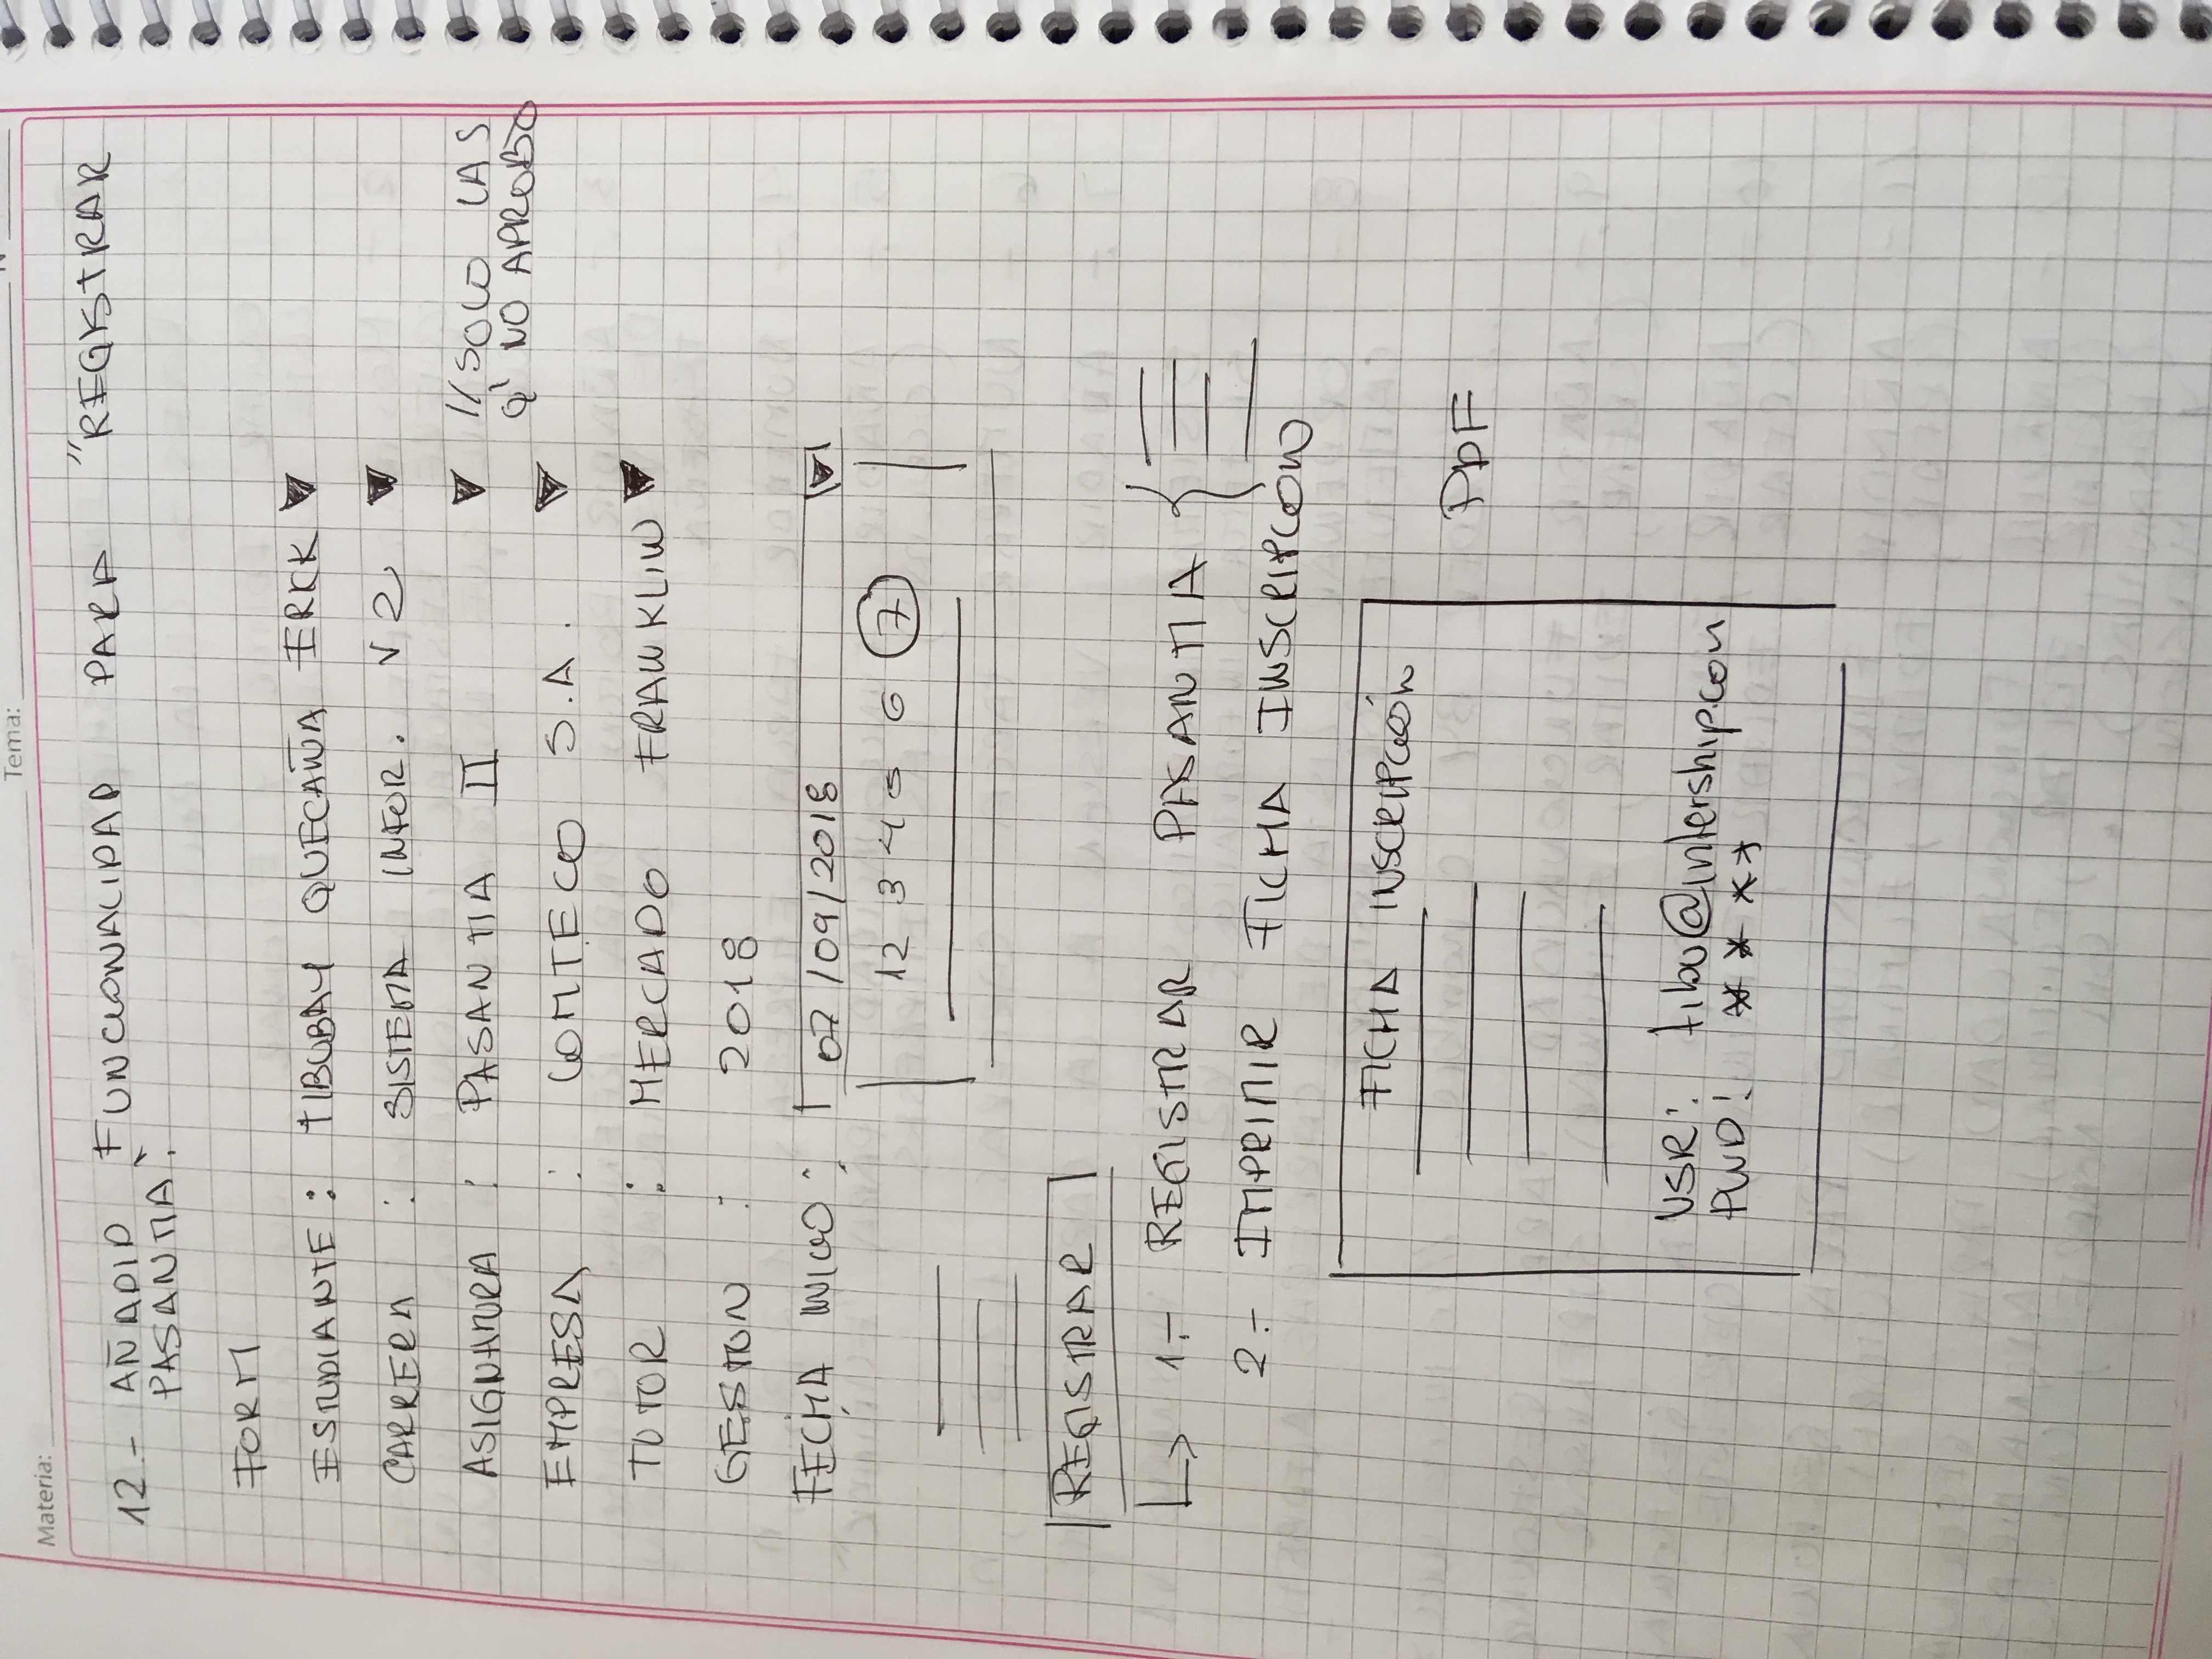 Tema:
Materia:
12.- AÑADID FUNCIONALIDAD PARA "REGISTRAR
PASANTIA:
FORM
ESTUDIANTE : TIBUBAY QUECAÑA ERICK ▼
CARRERA : SISTEMA INFOR. V2 ▼
ASIGNATURA : PASANTIA II ▼ // SOLO LAS
Q' NO APROBO
EMPRESA : COMTECO S.A. ▼
TUTOR : MERCADO FRANKLIN ▼
GESTION : 2018
FECHA INICIO : 07/09/2018 ▼
1 2 3 4 5 6 7
REGISTRAR
↳ 1.- REGISTRAR PASANTIA {
2.- IMPRIMIR FICHA INSCRIPCIÓN
FICHA INSCRIPCIÓN
PDF
USR: tibu@intership.com
PWD: * * * *